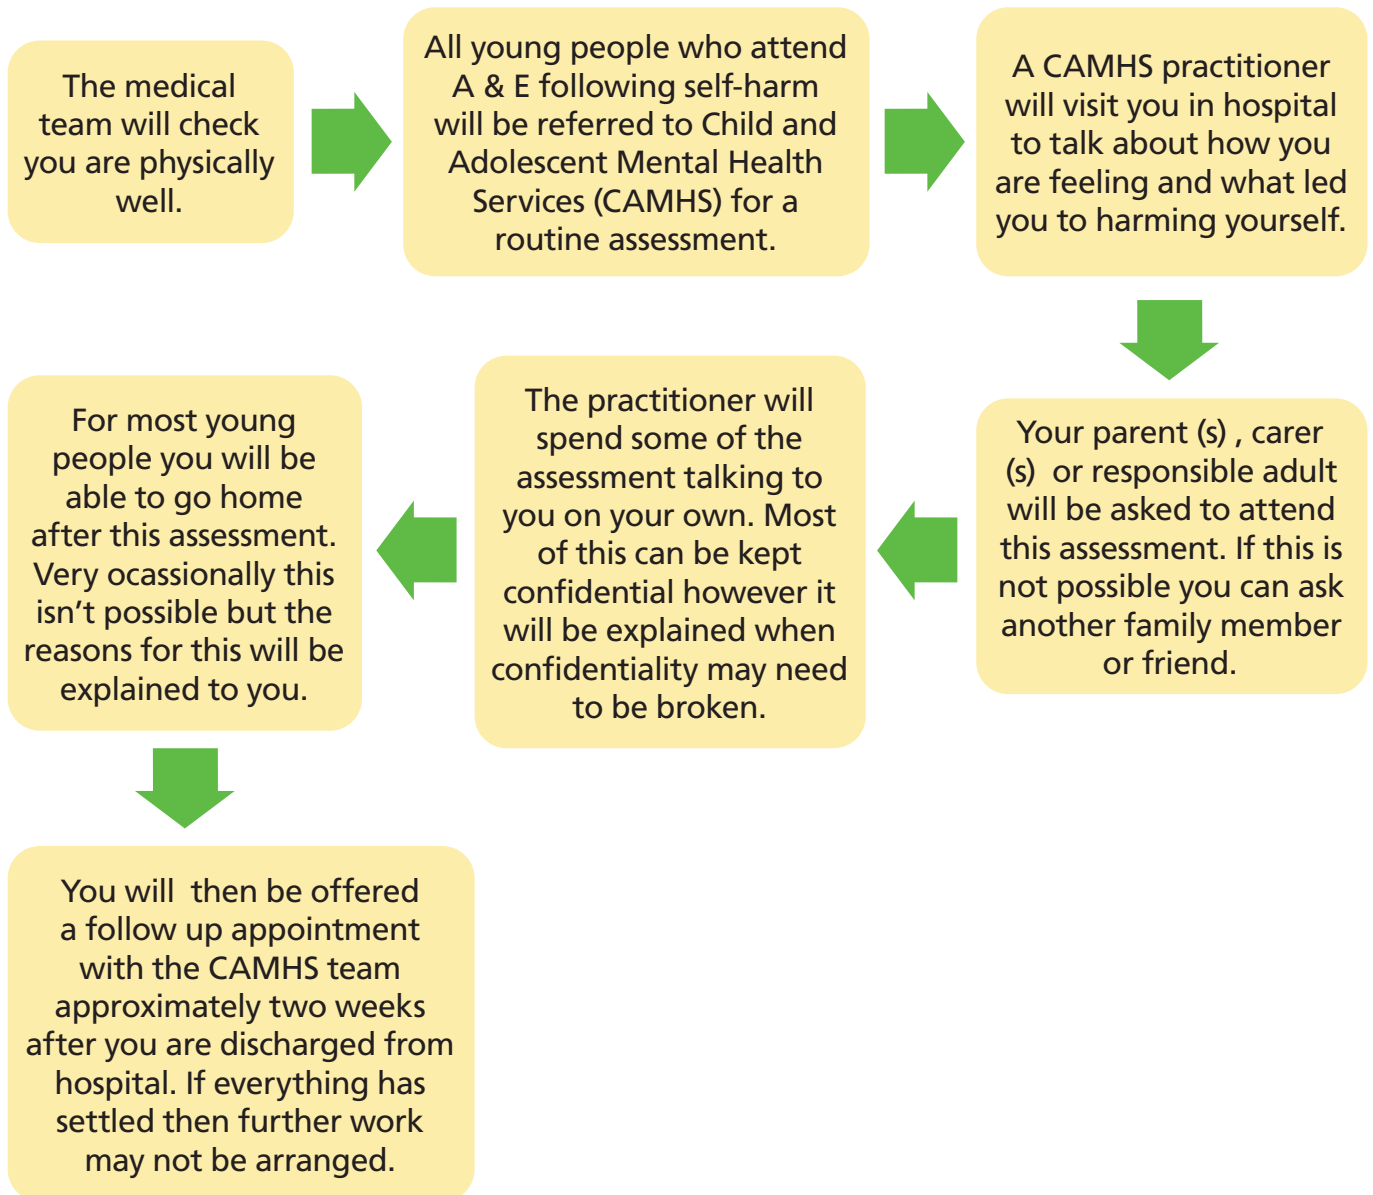 The medical
team will check
you are physically
well.
All young people who attend
A & E following self-harm
will be referred to Child and
Adolescent Mental Health
Services (CAMHS) for a
routine assessment.
A CAMHS practitioner
will visit you in hospital
to talk about how you
are feeling and what led
you to harming yourself.
Your parent (s) , carer
(s)  or responsible adult
will be asked to attend
this assessment. If this is
not possible you can ask
another family member
or friend.
The practitioner will
spend some of the
assessment talking to
you on your own. Most
of this can be kept
confidential however it
will be explained when
confidentiality may need
to be broken.
For most young
people you will be
able to go home
after this assessment.
Very ocassionally this
isn’t possible but the
reasons for this will be
explained to you.
You will  then be offered
a follow up appointment
with the CAMHS team
approximately two weeks
after you are discharged from
hospital. If everything has
settled then further work
may not be arranged.